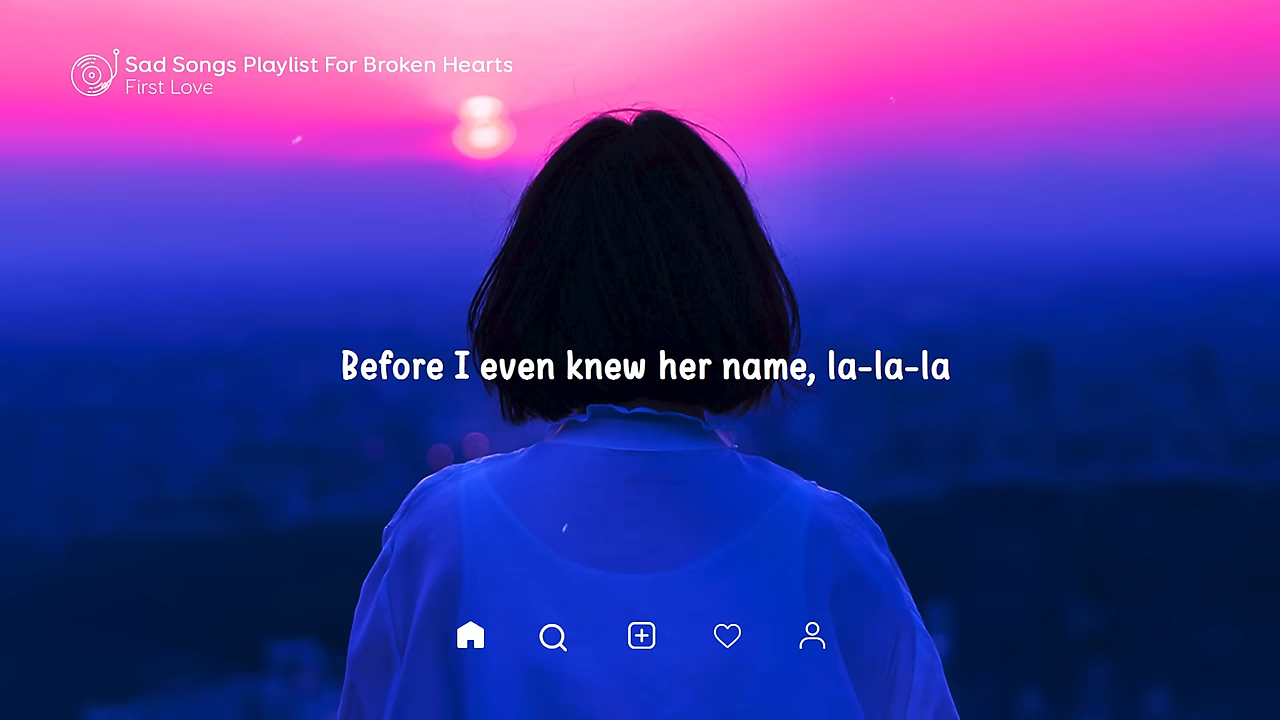 Sad Songs Playlist For Broken Hearts
First Love
Before I even knew her name, la-la-la